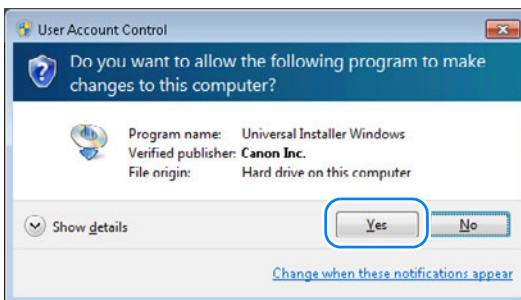 User Account Control
Do you want to allow the following program to make
changes to this computer?
Program name: Universal Installer Windows
Verified publisher: Canon Inc.
File origin: Hard drive on this computer
Show details
Yes
No
Change when these notifications appear